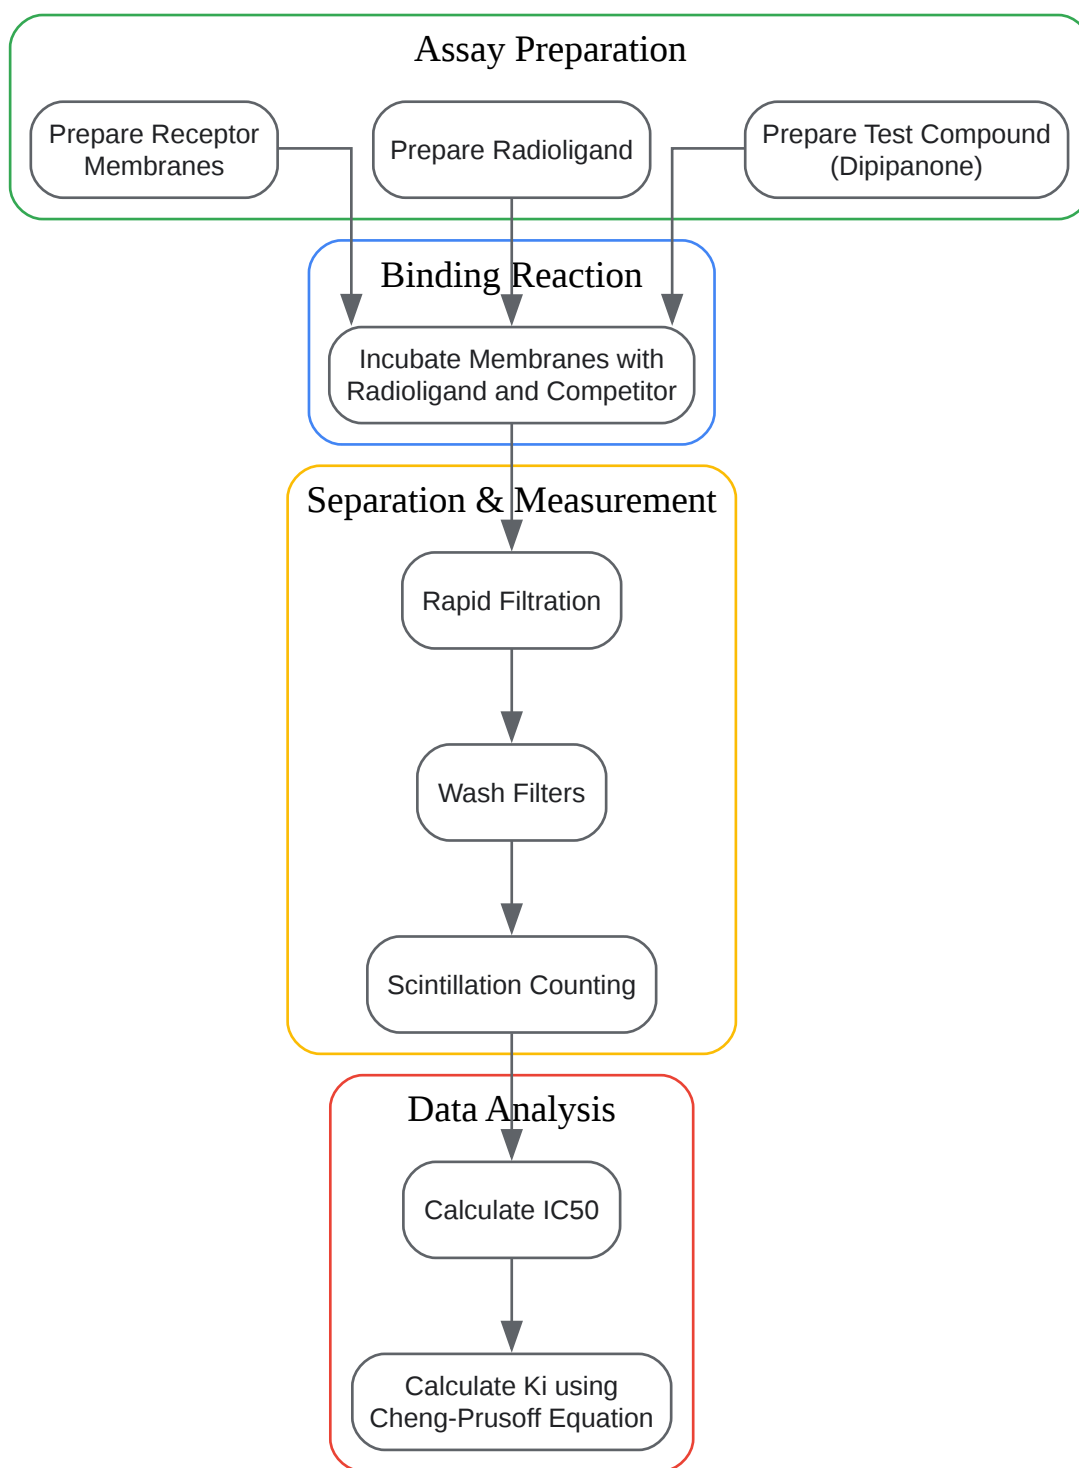 Assay Preparation
Prepare Receptor
Membranes
Prepare Radioligand
Prepare Test Compound
(Dipipanone)
Binding Reaction
Incubate Membranes with
Radioligand and Competitor
Separation & Measurement
Rapid Filtration
Wash Filters
Scintillation Counting
Data Analysis
Calculate IC50
Calculate Ki using
Cheng-Prusoff Equation